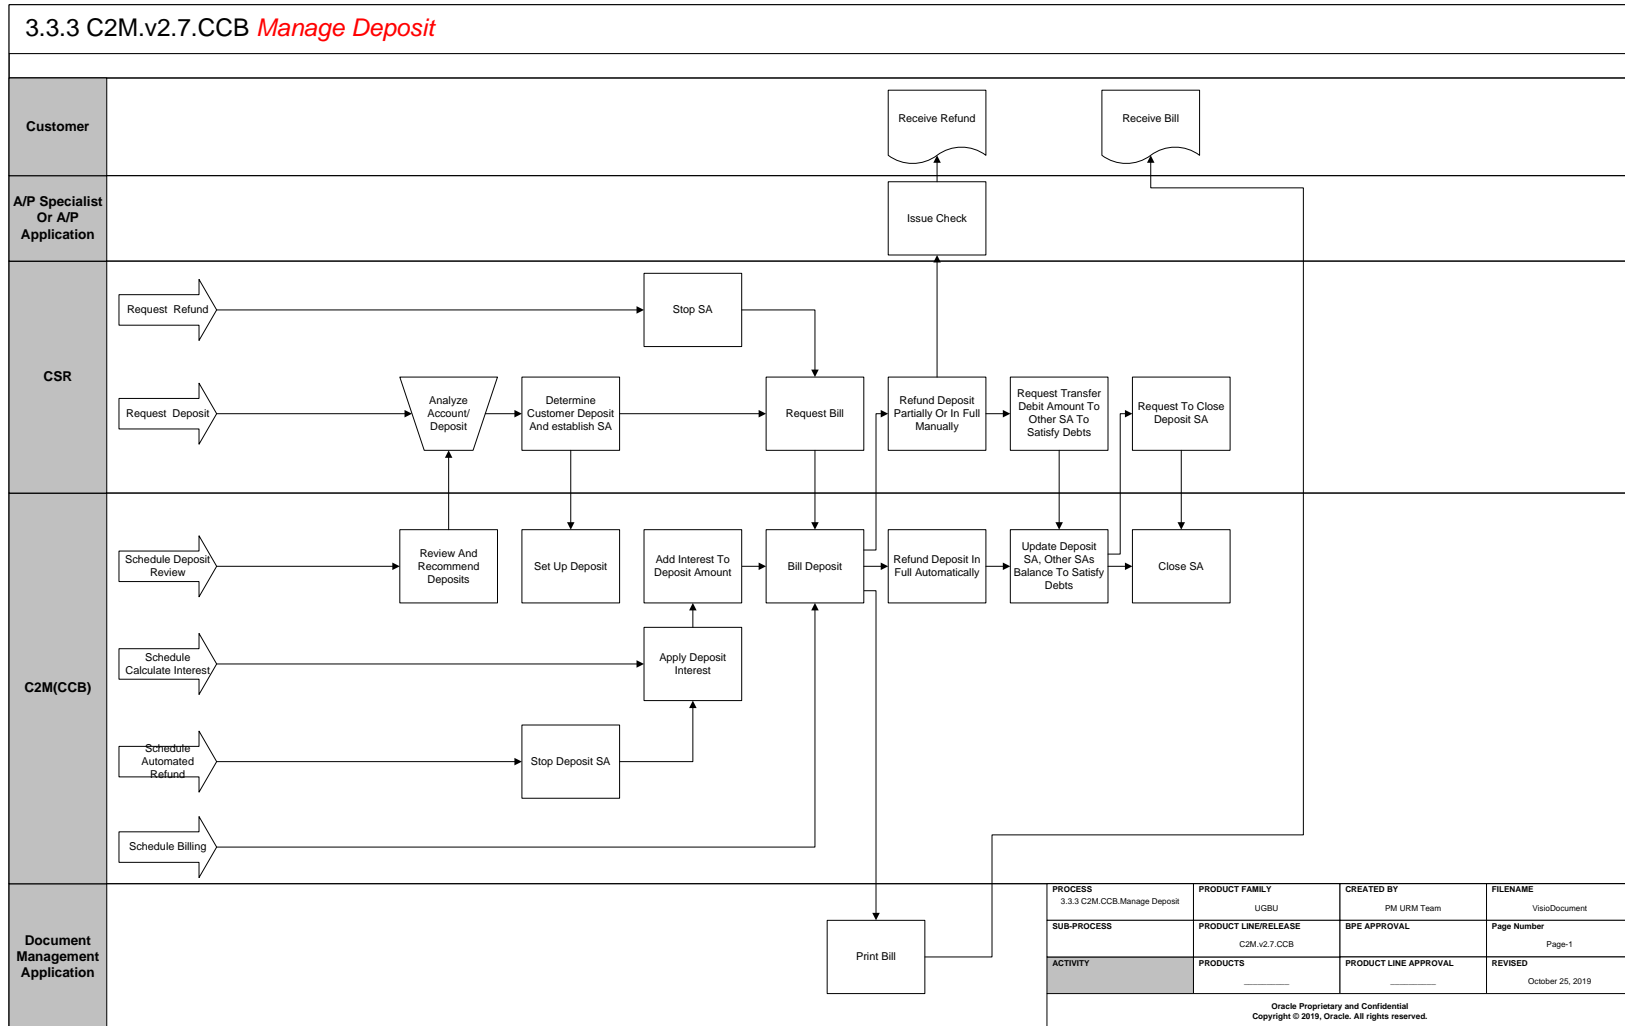 3.3.3 C2M.v2.7.CCB Manage Deposit
Customer
Receive Refund
Receive Bill
A/P Specialist
Or A/P
Application
Issue Check
CSR
Request Refund
Stop SA
Request Deposit
Analyze
Account/
Deposit
Determine
Customer Deposit
And establish SA
Request Bill
Refund Deposit
Partially Or In Full
Manually
Request Transfer
Debit Amount To
Other SA To
Satisfy Debts
Request To Close
Deposit SA
C2M(CCB)
Schedule Deposit
Review
Review And
Recommend
Deposits
Set Up Deposit
Add Interest To
Deposit Amount
Bill Deposit
Refund Deposit In
Full Automatically
Update Deposit
SA, Other SAs
Balance To Satisfy
Debts
Close SA
Schedule
Calculate Interest
Apply Deposit
Interest
Schedule
Automated
Refund
Stop Deposit SA
Schedule Billing
Document
Management
Application
Print Bill
PROCESS
3.3.3 C2M.CCB.Manage Deposit
PRODUCT FAMILY
UGBU
CREATED BY
PM URM Team
FILENAME
VisioDocument
SUB-PROCESS
PRODUCT LINE/RELEASE
C2M.v2.7.CCB
BPE APPROVAL
Page Number
Page-1
ACTIVITY
PRODUCTS
PRODUCT LINE APPROVAL
REVISED
October 25, 2019
Oracle Proprietary and Confidential
Copyright © 2019, Oracle. All rights reserved.